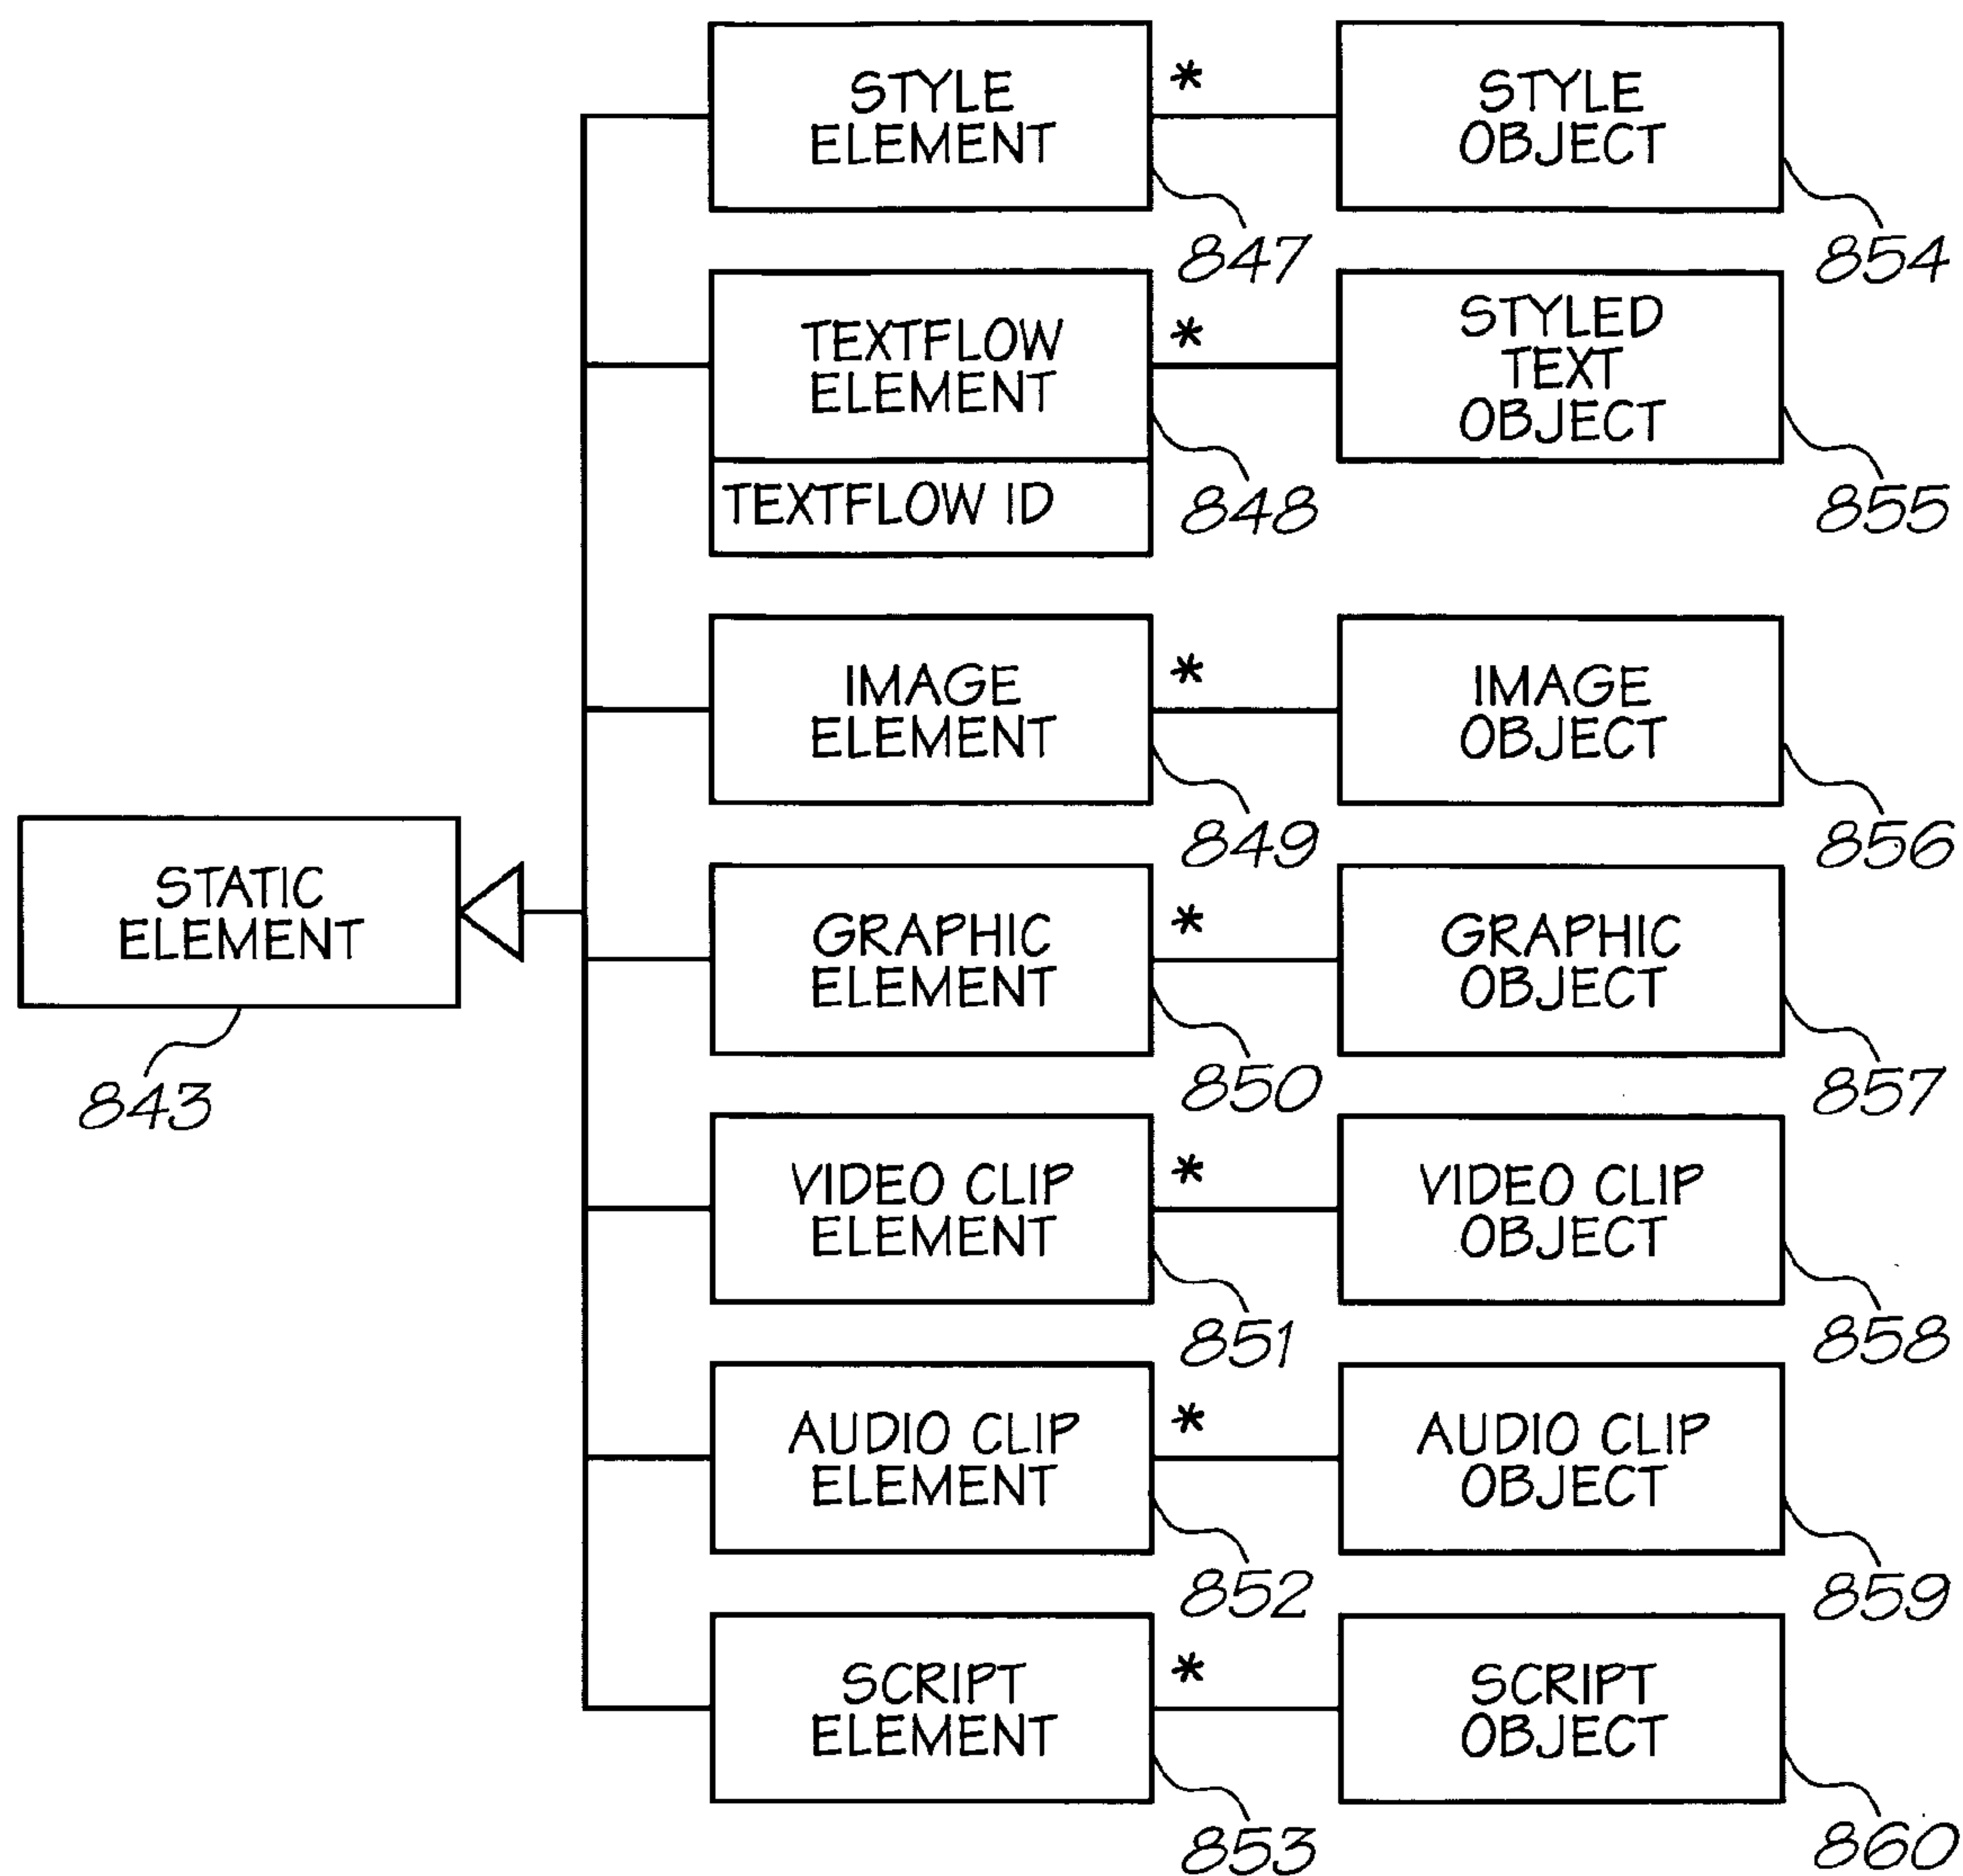 STYLE
ELEMENT
*
STYLE
OBJECT
847
854
TEXTFLOW
ELEMENT
*
STYLED
TEXT
OBJECT
TEXTFLOW ID
848
855
IMAGE
ELEMENT
*
IMAGE
OBJECT
849
856
STATIC
ELEMENT
843
GRAPHIC
ELEMENT
*
GRAPHIC
OBJECT
850
857
VIDEO CLIP
ELEMENT
*
VIDEO CLIP
OBJECT
851
858
AUDIO CLIP
ELEMENT
*
AUDIO CLIP
OBJECT
852
859
SCRIPT
ELEMENT
*
SCRIPT
OBJECT
853
860